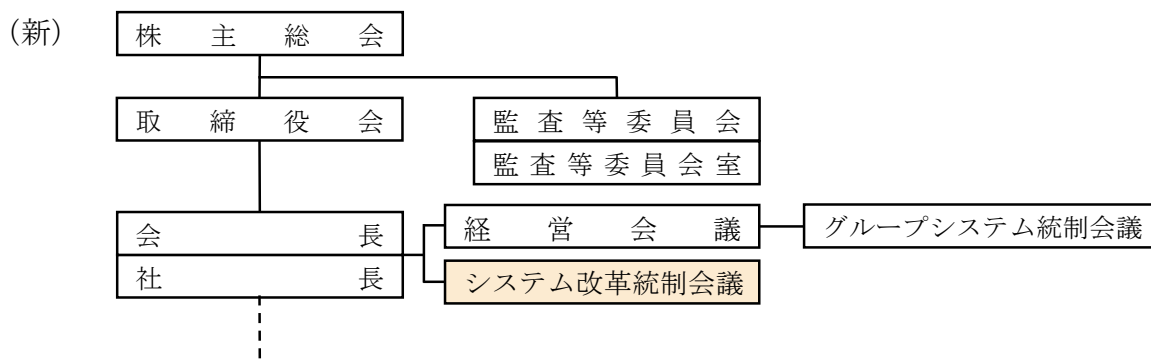 (新)
株主総会
取締役会
監査等委員会
監査等委員会室
会長
経営会議
グループシステム統制会議
社長
システム改革統制会議